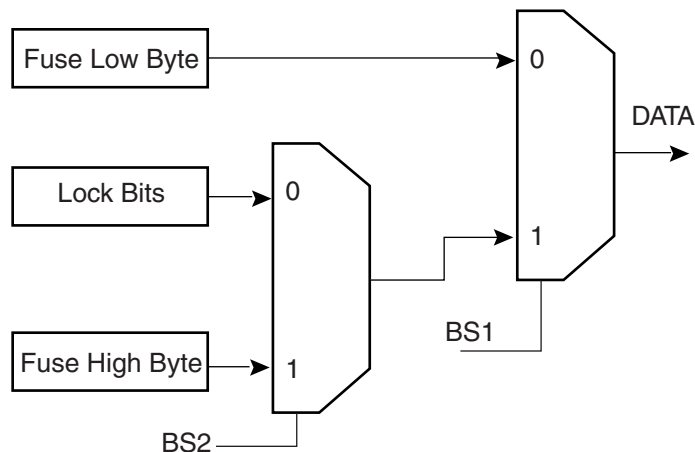 Fuse Low Byte
0
DATA
Lock Bits
0
1
BS1
Fuse High Byte
1
BS2